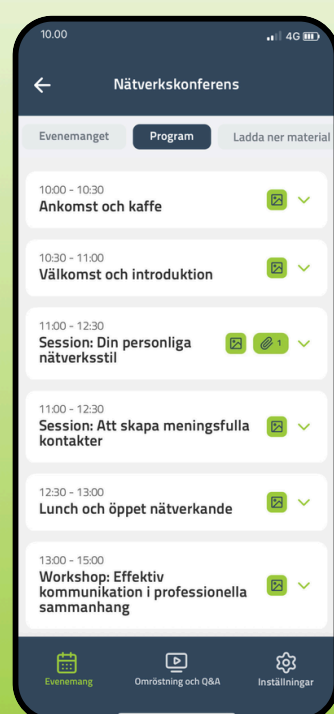 10.00
4G
Nätverkskonferens
Evenemanget
Program
Ladda ner material
10:00 - 10:30
Ankomst och kaffe
10:30 - 11:00
Välkomst och introduktion
11:00 - 12:30
Session: Din personliga
nätverksstil
1
11:00 - 12:30
Session: Att skapa meningsfulla
kontakter
12:30 - 13:00
Lunch och öppet nätverkande
13:00 - 15:00
Workshop: Effektiv
kommunikation i professionella
sammanhang
Evenemang
Omröstning och Q&A
Inställningar